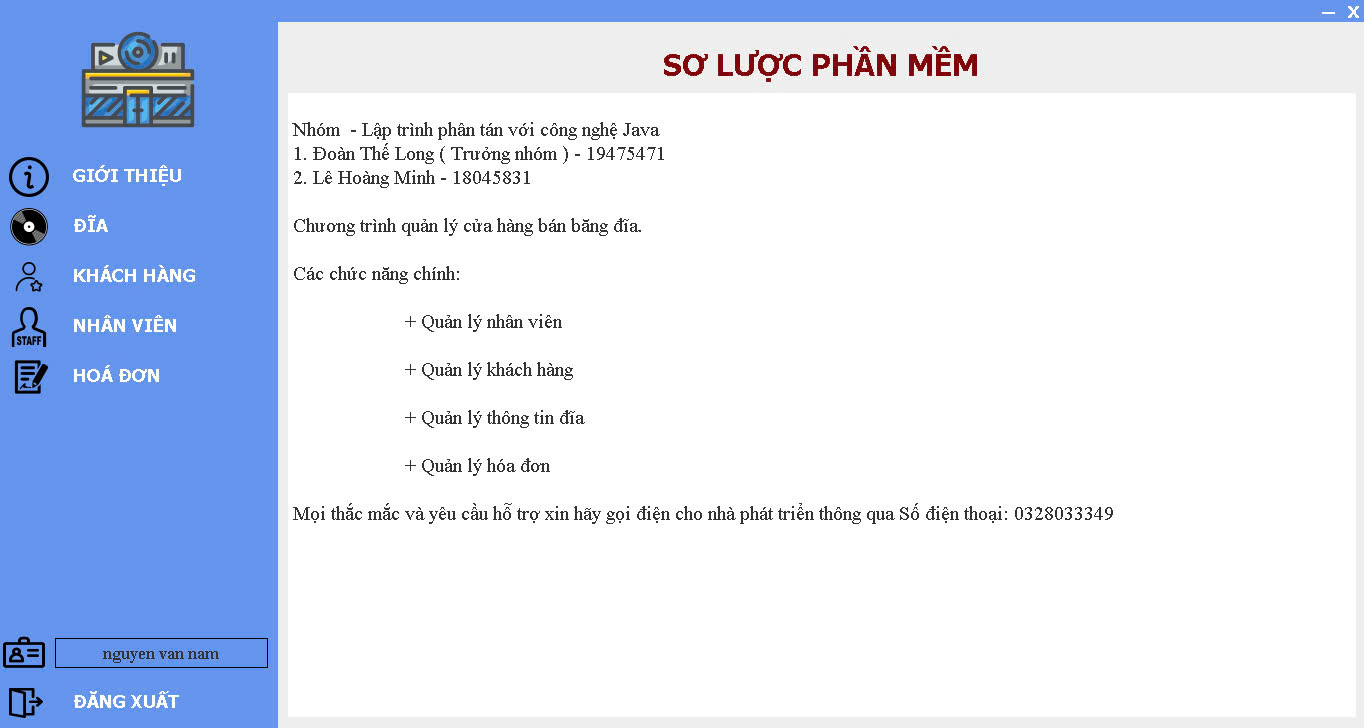 — X
SƠ LƯỢC PHẦN MỀM
GIỚI THIỆU
ĐĨA
KHÁCH HÀNG
STAFF
NHÂN VIÊN
HOÁ ĐƠN
nguyen van nam
ĐĂNG XUẤT
Nhóm  - Lập trình phân tán với công nghệ Java
1. Đoàn Thế Long ( Trưởng nhóm ) - 19475471
2. Lê Hoàng Minh - 18045831
Chương trình quản lý cửa hàng bán băng đĩa.
Các chức năng chính:
+ Quản lý nhân viên
+ Quản lý khách hàng
+ Quản lý thông tin đĩa
+ Quản lý hóa đơn
Mọi thắc mắc và yêu cầu hỗ trợ xin hãy gọi điện cho nhà phát triển thông qua Số điện thoại: 0328033349